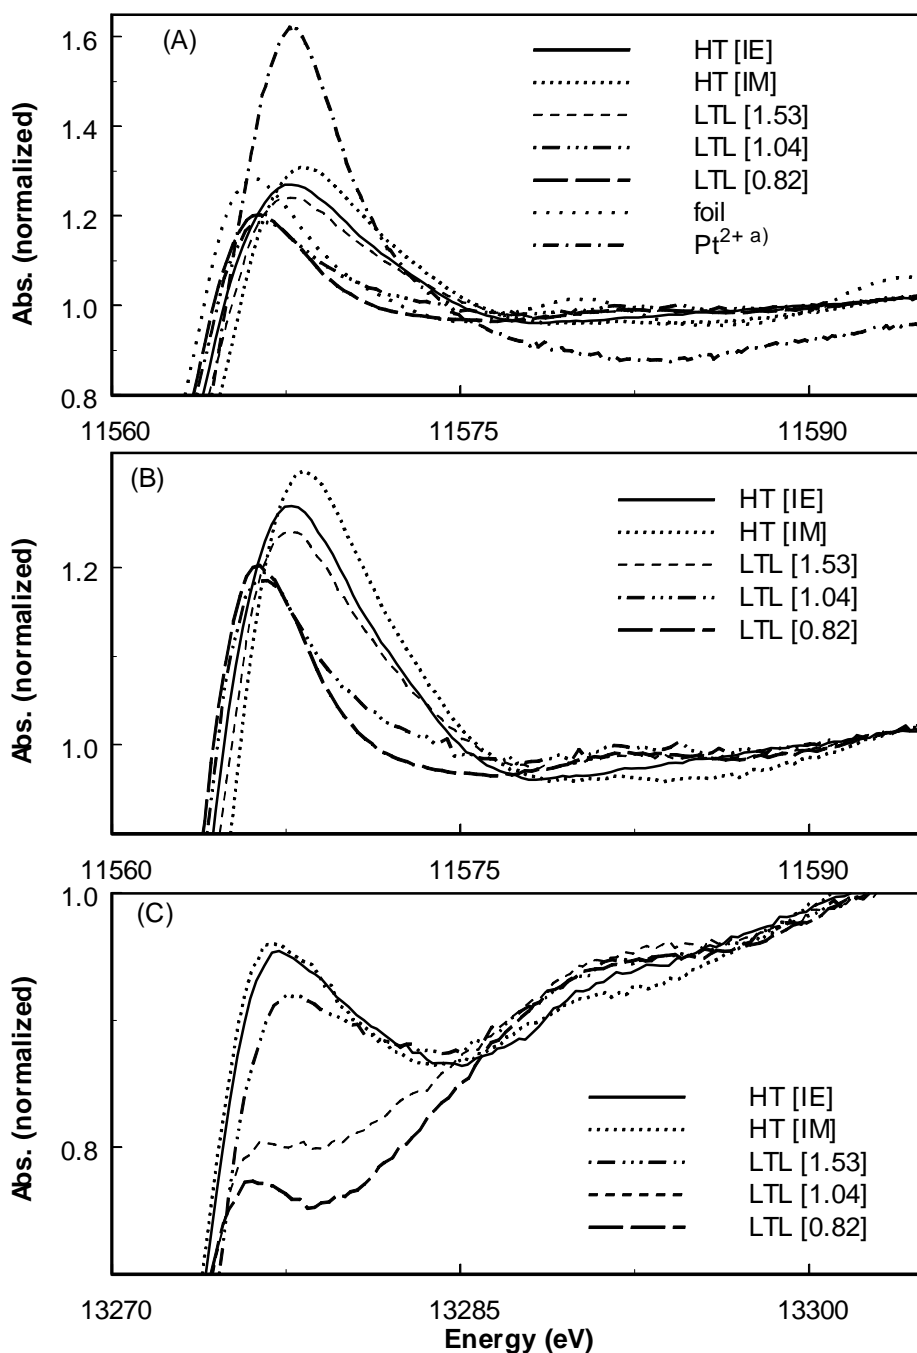 (A)
1.6
1.4
1.2
1.0
0.8
Abs. (normalized)
HT [IE]
HT [IM]
LTL [1.53]
LTL [1.04]
LTL [0.82]
foil
Pt2+ a)
11560 11575 11590
(B)
1.2
1.0
Abs. (normalized)
HT [IE]
HT [IM]
LTL [1.53]
LTL [1.04]
LTL [0.82]
11560 11575 11590
(C)
1.0
0.8
Abs. (normalized)
HT [IE]
HT [IM]
LTL [1.53]
LTL [1.04]
LTL [0.82]
13270 13285 13300
Energy (eV)